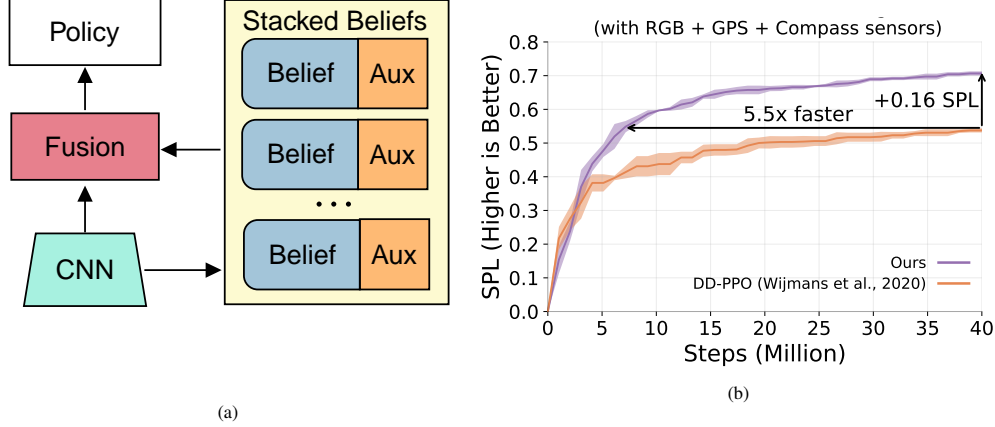 Policy
Fusion
CNN
Stacked Beliefs
Belief Aux
Belief Aux
...
Belief Aux
(a)
(with RGB + GPS + Compass sensors)
SPL (Higher is Better)
0.8
0.7
0.6
0.5
0.4
0.3
0.2
0.1
0.0
+0.16 SPL
5.5x faster
Ours
DD-PPO (Wijmans et al., 2020)
0 5 10 15 20 25 30 35 40
Steps (Million)
(b)